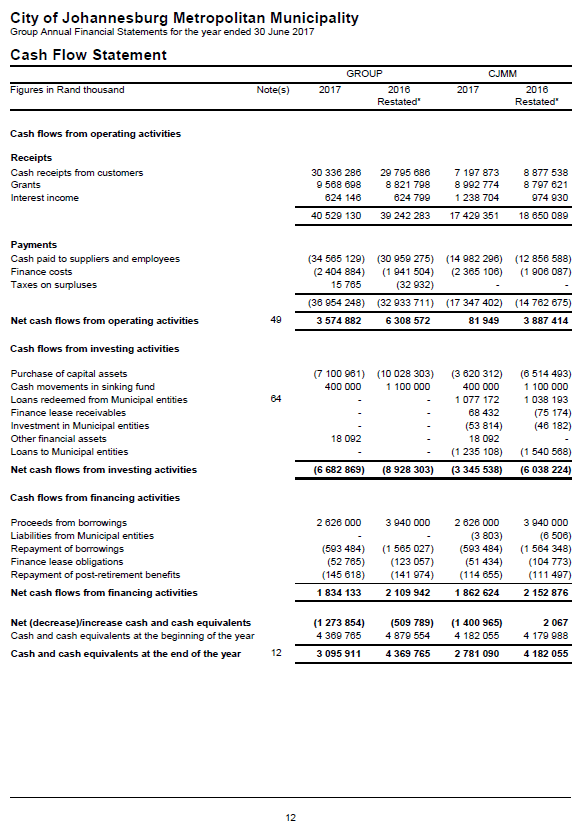 City of Johannesburg Metropolitan Municipality
Group Annual Financial Statements for the year ended 30 June 2017
Cash Flow Statement
GROUP CJMM
Figures in Rand thousand Note(s) 2017 2016 2017 2016
Restated* Restated*
Cash flows from operating activities
Receipts
Cash receipts from customers 30 336 286 29 795 686 7 197 873 8 877 538
Grants 9 568 698 8 821 798 8 992 774 8 797 621
Interest income 624 146 624 799 1 238 704 974 930
40 529 130 39 242 283 17 429 351 18 650 089
Payments
Cash paid to suppliers and employees (34 565 129) (30 959 275) (14 982 296) (12 856 588)
Finance costs (2 404 884) (1 941 504) (2 365 106) (1 906 087)
Taxes on surpluses 15 765 (32 932) - -
(36 954 248) (32 933 711) (17 347 402) (14 762 675)
Net cash flows from operating activities 49 3 574 882 6 308 572 81 949 3 887 414
Cash flows from investing activities
Purchase of capital assets (7 100 961) (10 028 303) (3 620 312) (6 514 493)
Cash movements in sinking fund 400 000 1 100 000 400 000 1 100 000
Loans redeemed from Municipal entities 64 - - 1 077 172 1 038 193
Finance lease receivables - - 68 432 (75 174)
Investment in Municipal entities - - (53 814) (46 182)
Other financial assets 18 092 - 18 092 -
Loans to Municipal entities - - (1 235 108) (1 540 568)
Net cash flows from investing activities (6 682 869) (8 928 303) (3 345 538) (6 038 224)
Cash flows from financing activities
Proceeds from borrowings 2 626 000 3 940 000 2 626 000 3 940 000
Liabilities from Municipal entities - - (3 803) (6 506)
Repayment of borrowings (593 484) (1 565 027) (593 484) (1 564 348)
Finance lease obligations (52 765) (123 057) (51 434) (104 773)
Repayment of post-retirement benefits (145 618) (141 974) (114 655) (111 497)
Net cash flows from financing activities 1 834 133 2 109 942 1 862 624 2 152 876
Net (decrease)/increase cash and cash equivalents (1 273 854) (509 789) (1 400 965) 2 067
Cash and cash equivalents at the beginning of the year 4 369 765 4 879 554 4 182 055 4 179 988
Cash and cash equivalents at the end of the year 12 3 095 911 4 369 765 2 781 090 4 182 055
12